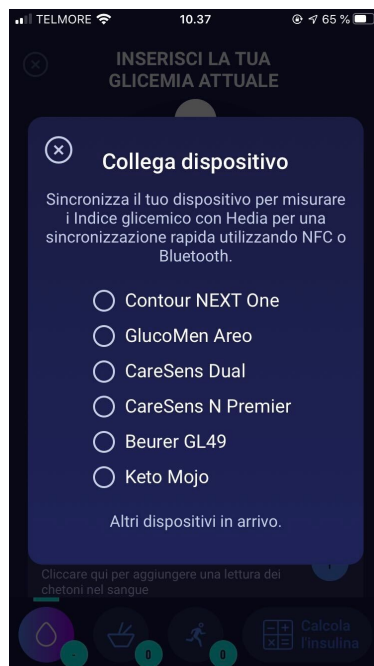 TELMORE 10.37 65 %
INSERISCI LA TUA
GLICEMIA ATTUALE
Collega dispositivo
Sincronizza il tuo dispositivo per misurare
i Indice glicemico con Hedia per una
sincronizzazione rapida utilizzando NFC o
Bluetooth.
Contour NEXT One
GlucoMen Areo
CareSens Dual
CareSens N Premier
Beurer GL49
Keto Mojo
Altri dispositivi in arrivo.
Cliccare qui per aggiungere una lettura dei
chetoni nel sangue
- 0 0
Calcola
l'insulina